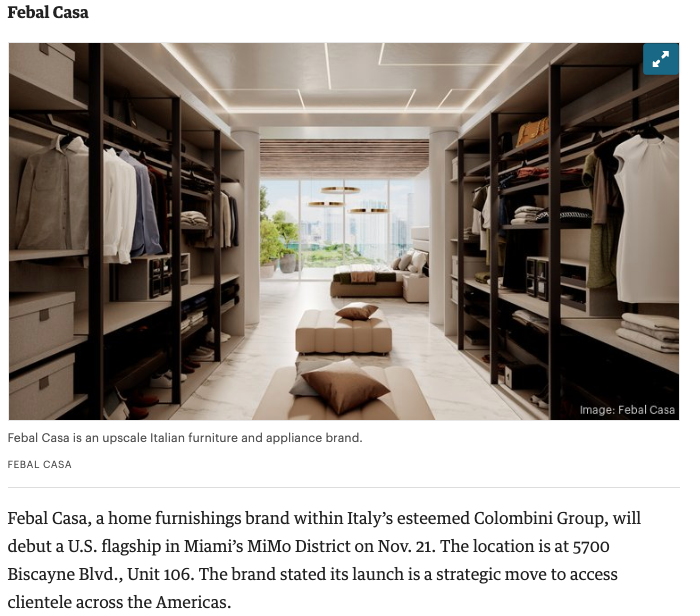 Febal Casa
Image: Febal Casa
Febal Casa is an upscale Italian furniture and appliance brand.
FEBAL CASA
Febal Casa, a home furnishings brand within Italy’s esteemed Colombini Group, will
debut a U.S. flagship in Miami’s MiMo District on Nov. 21. The location is at 5700
Biscayne Blvd., Unit 106. The brand stated its launch is a strategic move to access
clientele across the Americas.